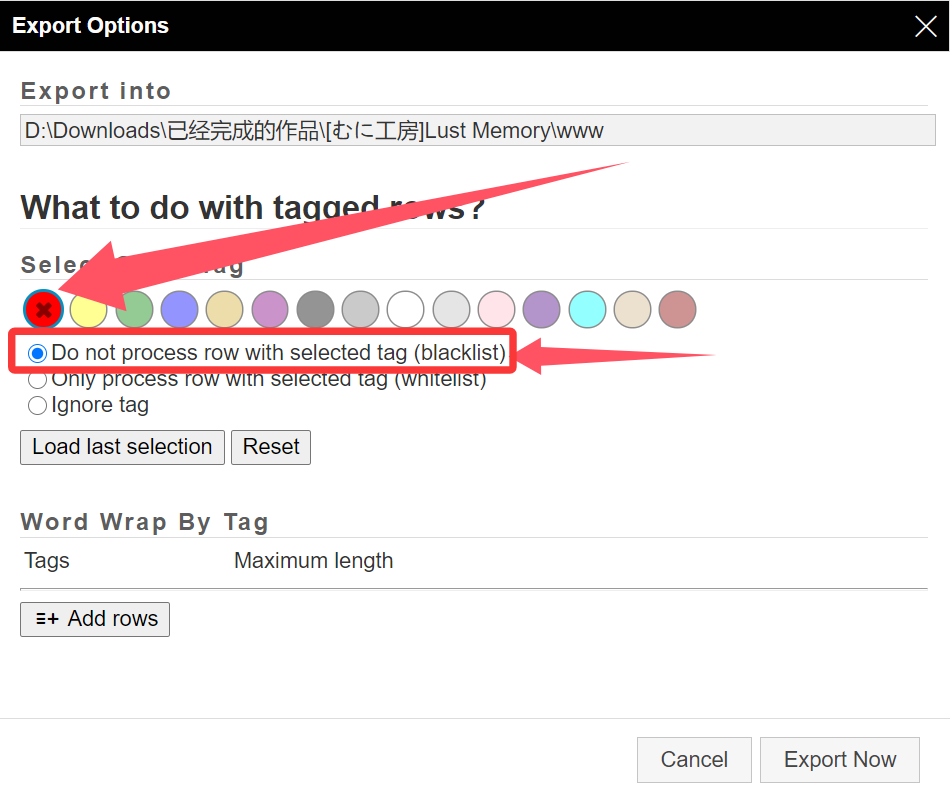 Export Options
Export into
D:\Downloads\已经完成的作品\[むに工房]Lust Memory\www
What to do with tagged rows?
Tag
Do not process row with selected tag (blacklist)
Only process row with selected tag (whitelist)
Ignore tag
Load last selection
Reset
Word Wrap By Tag
Tags
Maximum length
Add rows
Cancel
Export Now